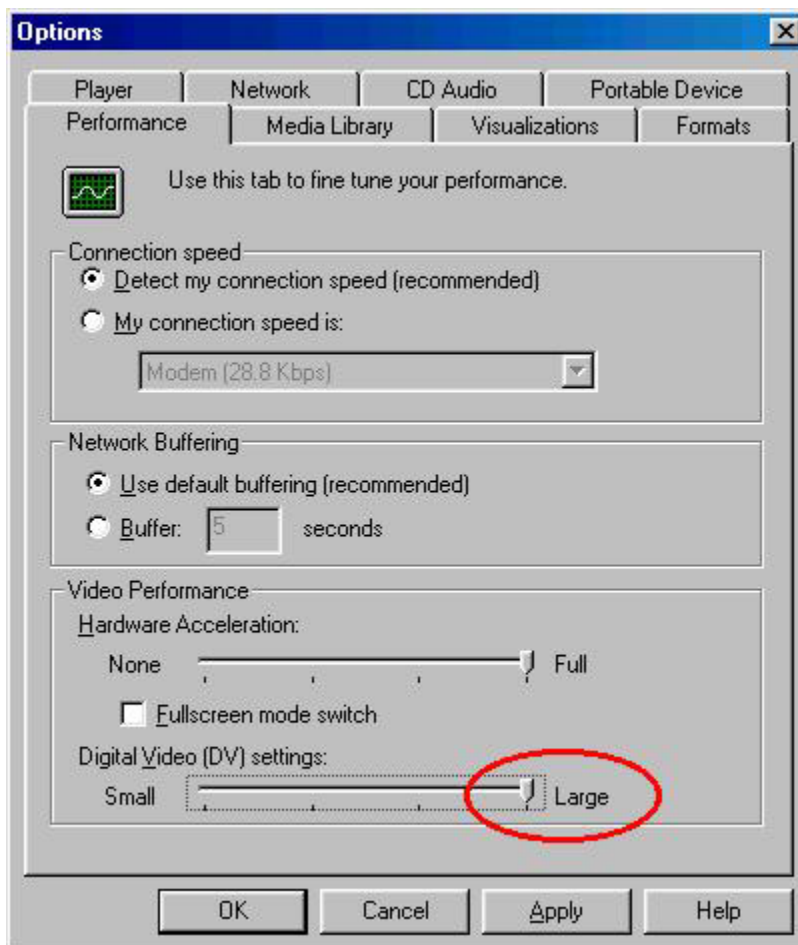 Options
Player Network CD Audio Portable Device
Performance Media Library Visualizations Formats
Use this tab to fine tune your performance.
Connection speed
Detect my connection speed (recommended)
My connection speed is:
Modem (28.8 Kbps)
Network Buffering
Use default buffering (recommended)
Buffer: 5 seconds
Video Performance
Hardware Acceleration:
None Full
Fullscreen mode switch
Digital Video (DV) settings:
Small Large
OK Cancel Apply Help